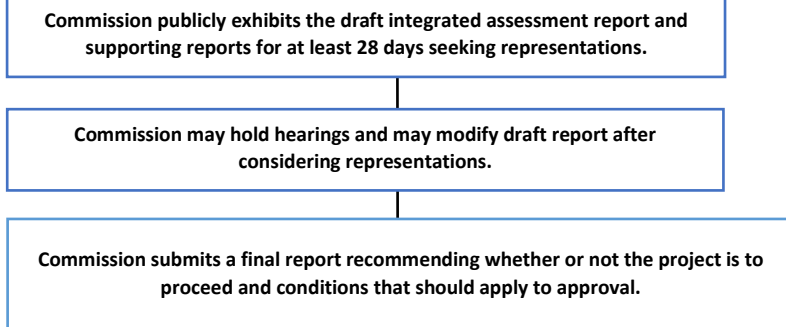 Commission publicly exhibits the draft integrated assessment report and
supporting reports for at least 28 days seeking representations.
Commission may hold hearings and may modify draft report after
considering representations.
Commission submits a final report recommending whether or not the project is to
proceed and conditions that should apply to approval.